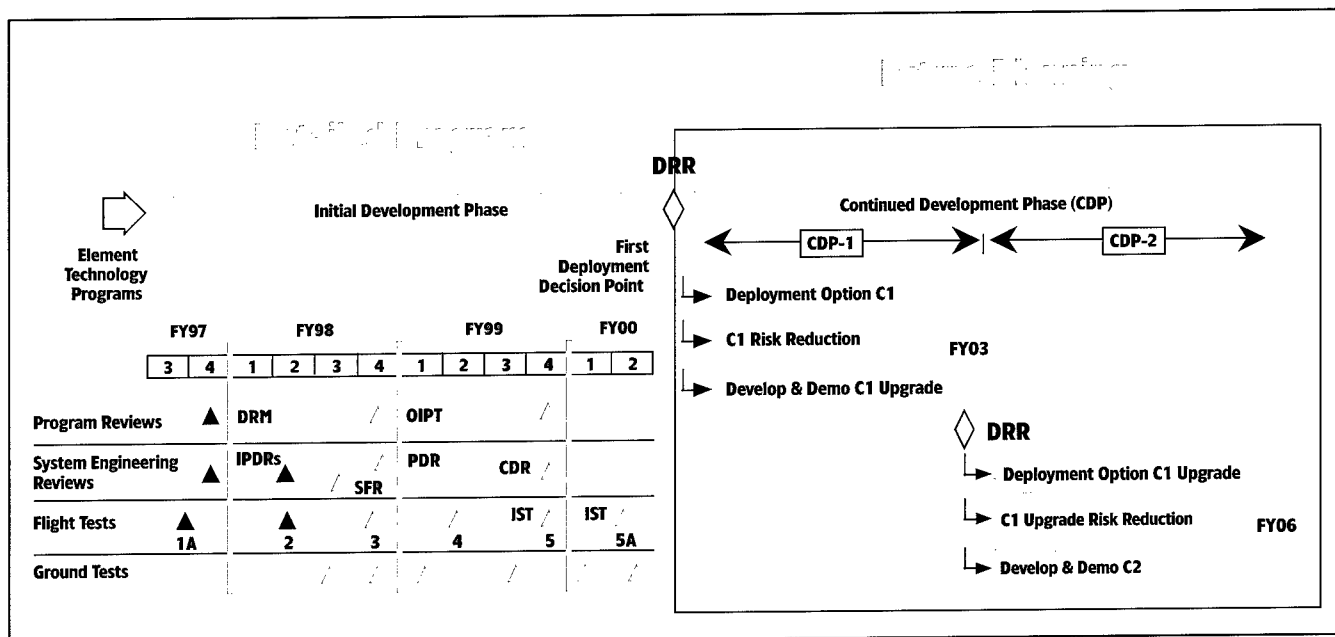 DRR
Initial Development Phase
Continued Development Phase (CDP)
CDP-1
CDP-2
Element
Technology
Programs
First
Deployment
Decision Point
Deployment Option C1
C1 Risk Reduction
Develop & Demo C1 Upgrade
FY03
FY97 FY98 FY99 FY00
3 4 1 2 3 4 1 2 3 4 1 2
Program Reviews DRM OIPT
System Engineering
Reviews
IPDRs SFR PDR CDR
Flight Tests IST IST
1A 2 3 4 5 5A
Ground Tests
DRR
Deployment Option C1 Upgrade
C1 Upgrade Risk Reduction
FY06
Develop & Demo C2